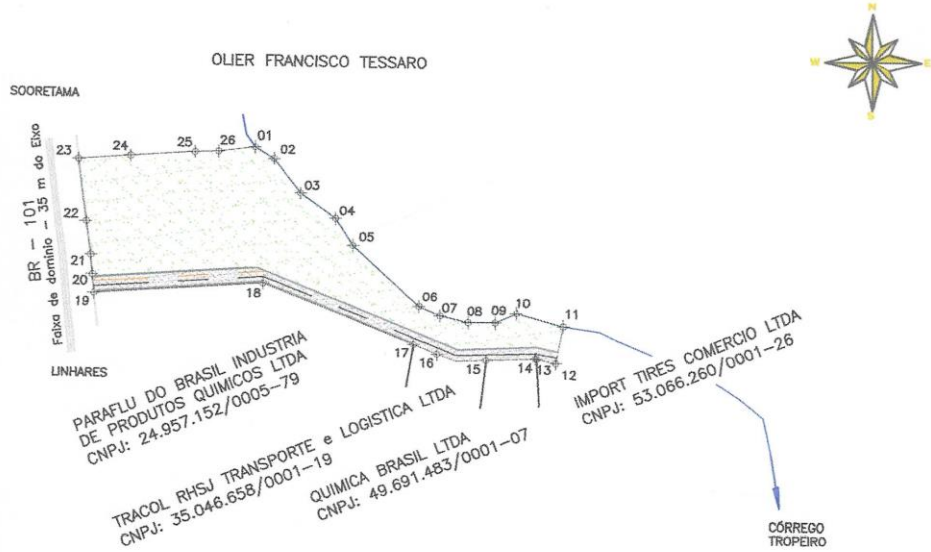 N
W
E
S
OLIER FRANCISCO TESSARO
SOORETAMA
BR - 101
Faixa de domínio - 35 m do Eixo
LINHARES
01
02
03
04
05
06
07
08
09
10
11
12
13
14
15
16
17
18
19
20
21
22
23
24
25
26
PARAFLU DO BRASIL INDUSTRIA
DE PRODUTOS QUIMICOS LTDA
CNPJ: 24.957.152/0005-79
TRACOL RHSJ TRANSPORTE e LOGISTICA LTDA
CNPJ: 35.046.658/0001-19
QUIMICA BRASIL LTDA
CNPJ: 49.691.483/0001-07
IMPORT TIRES COMERCIO LTDA
CNPJ: 53.066.260/0001-26
CÓRREGO
TROPEIRO